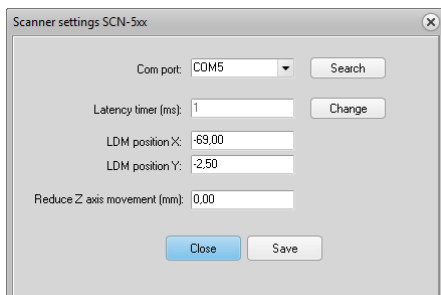 Scanner settings SCN-5xx
Com port: COM5 Search
Latency timer (ms): 1 Change
LDM position X: -69,00
LDM position Y: -2,50
Reduce Z axis movement (mm): 0,00
Close Save